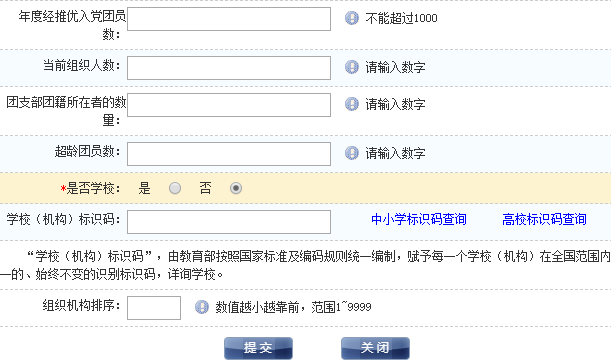 年度经推优入党团员 不能超过1000
数：
当前组织人数： 请输入数字
团支部团籍所在者的数 请输入数字
量：
超龄团员数： 请输入数字
*是否学校： 是 否
学校（机构）标识码： 中小学标识码查询 高校标识码查询
“学校（机构）标识码”，由教育部按照国家标准及编码规则统一编制，赋予每一个学校（机构）在全国范围内
一的、始终不变的识别标识码，详询学校。
组织机构排序： 数值越小越靠前，范围1~9999
提交 关闭